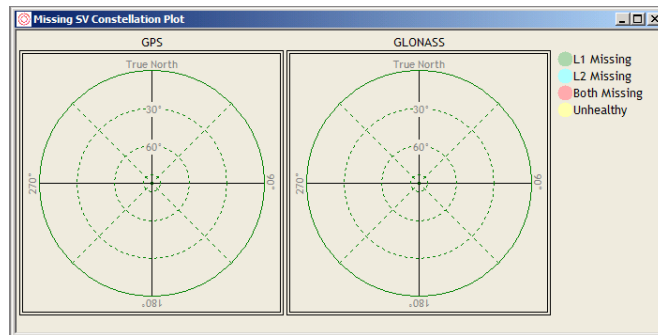 Missing SV Constellation Plot
GPS
GLONASS
True North
30°
60°
270°
90°
180°
True North
30°
60°
270°
90°
180°
L1 Missing
L2 Missing
Both Missing
Unhealthy